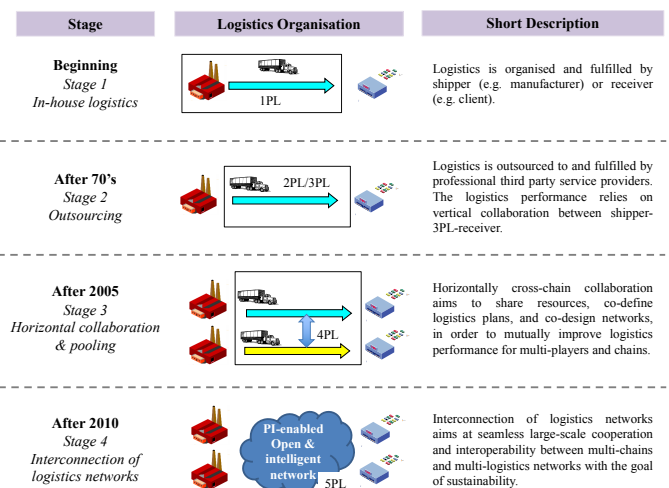 Stage
Logistics Organisation
Short Description
Beginning
Stage 1
In-house logistics
1PL
Logistics is organised and fulfilled by
shipper (e.g. manufacturer) or receiver
(e.g. client).
After 70's
Stage 2
Outsourcing
2PL/3PL
Logistics is outsourced to and fulfilled by
professional third party service providers.
The logistics performance relies on
vertical collaboration between shipper-
3PL-receiver.
After 2005
Stage 3
Horizontal collaboration
& pooling
4PL
Horizontally cross-chain collaboration
aims to share resources, co-define
logistics plans, and co-design networks,
in order to mutually improve logistics
performance for multi-players and chains.
After 2010
Stage 4
Interconnection of
logistics networks
PI-enabled
Open &
intelligent
network
5PL
Interconnection of logistics networks
aims at seamless large-scale cooperation
and interoperability between multi-chains
and multi-logistics networks with the goal
of sustainability.